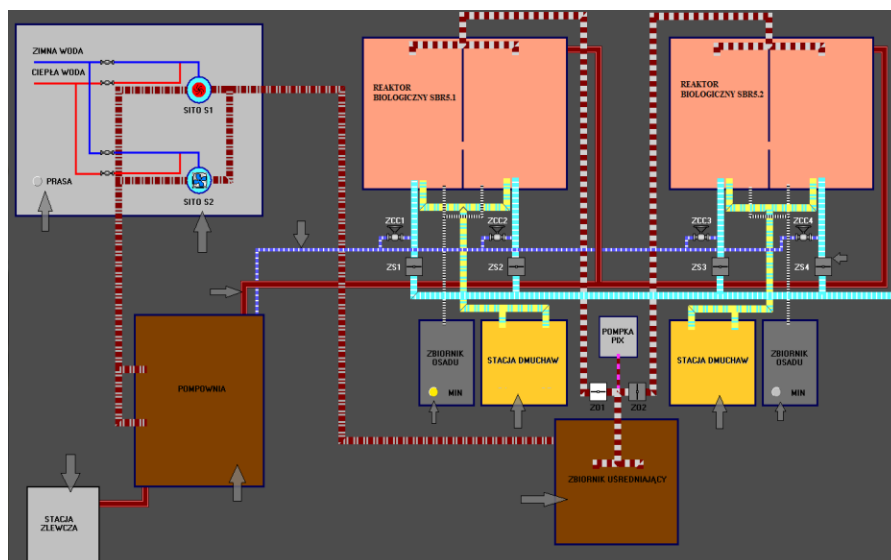 ZIMNA WODA
CIEPŁA WODA
SITO S1
PRASA
SITO S2
REAKTOR
BIOLOGICZNY SBR5.1
REAKTOR
BIOLOGICZNY SBR5.2
ZCC1
ZCC2
ZCC3
ZCC4
ZS1
ZS2
ZS3
ZS4
POMPOWNIA
ZBIORNIK
OSADU
MIN
STACJA DMUCHAW
POMPKA
PIX
STACJA DMUCHAW
ZBIORNIK
OSADU
MIN
ZD1
ZD2
ZBIORNIK UŚREDNIAJĄCY
STACJA
ZLEWCZA